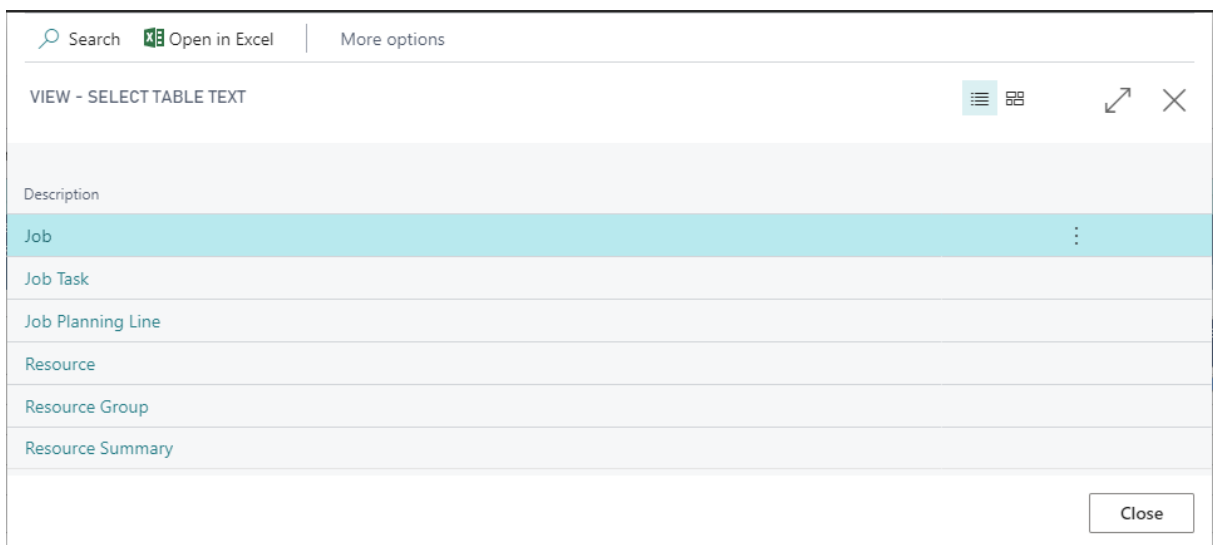 Search Open in Excel More options
VIEW - SELECT TABLE TEXT
Description
Job
Job Task
Job Planning Line
Resource
Resource Group
Resource Summary
Close